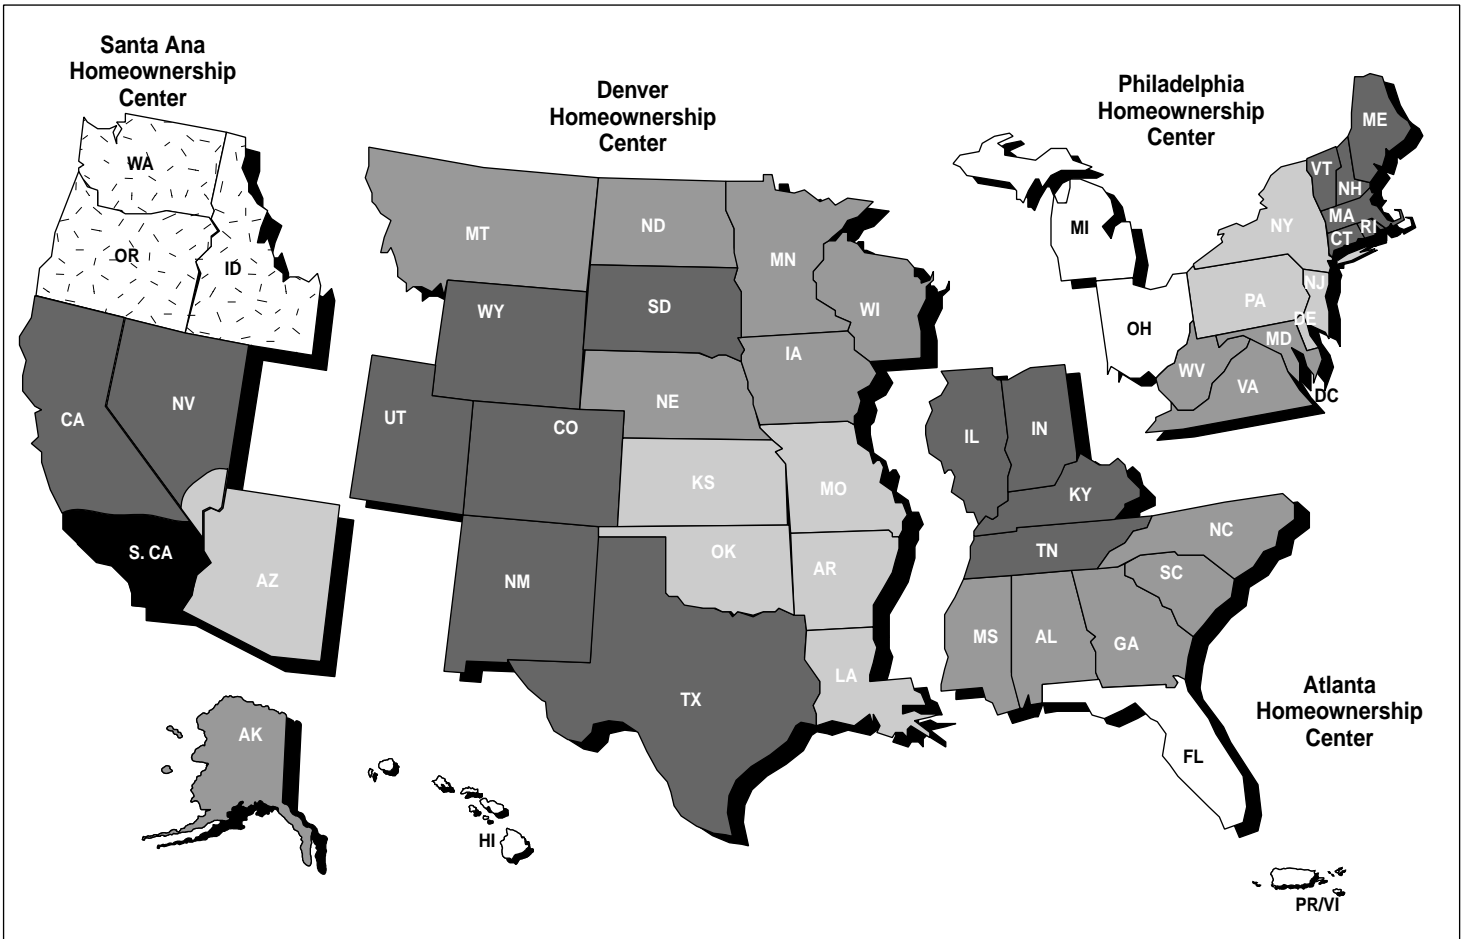 Santa Ana
Homeownership
Center
WA
OR
ID
CA
NV
S. CA
AZ
AK
HI
Denver
Homeownership
Center
MT
ND
MN
WY
SD
WI
IA
UT
CO
NE
KS
MO
NM
OK
AR
TX
LA
Philadelphia
Homeownership
Center
ME
VT
NH
MA
RI
CT
NY
MI
NJ
PA
DE
OH
MD
WV
VA
DC
IL
IN
KY
TN
NC
SC
MS
AL
GA
FL
Atlanta
Homeownership
Center
PR/VI